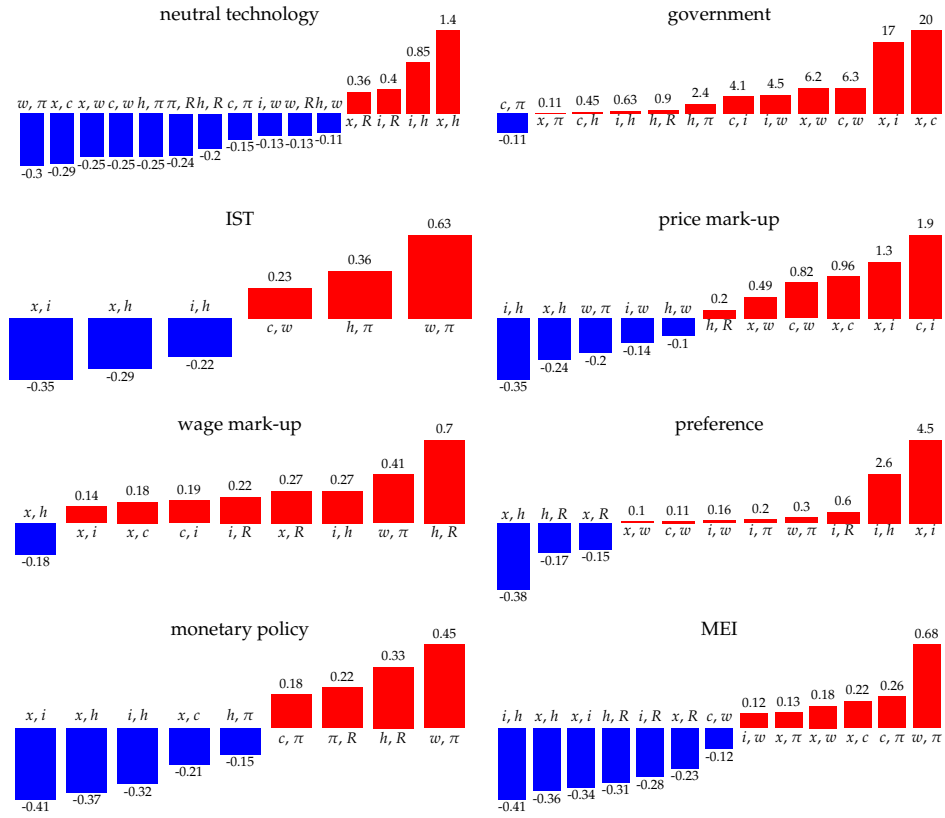 neutral technology
1.4
0.85
0.36 0.4
w, π x, c x, w c, w h, π π, R h, R c, π i, w w, R h, w
x, R i, R i, h x, h
-0.3 -0.29 -0.25 -0.25 -0.25 -0.24 -0.2 -0.15 -0.13 -0.13 -0.11
government
20
17
0.11 0.45 0.63 0.9 2.4 4.1 4.5 6.2 6.3
c, π
x, π c, h i, h h, R h, π c, i i, w x, w c, w x, i x, c
-0.11
IST
0.63
0.36
0.23
x, i x, h i, h
c, w h, π w, π
-0.35 -0.29 -0.22
price mark-up
1.9
1.3
0.2 0.49 0.82 0.96
i, h x, h w, π i, w h, w
h, R x, w c, w x, c x, i c, i
-0.35 -0.24 -0.2 -0.14 -0.1
wage mark-up
0.7
0.41
0.14 0.18 0.19 0.22 0.27 0.27
x, h
x, i x, c c, i i, R x, R i, h w, π h, R
-0.18
preference
4.5
2.6
0.1 0.11 0.16 0.2 0.3 0.6
x, h h, R x, R
x, w c, w i, w i, π w, π i, R i, h x, i
-0.38 -0.17 -0.15
monetary policy
0.45
0.33
0.18 0.22
x, i x, h i, h x, c h, π
c, π π, R h, R w, π
-0.41 -0.37 -0.32 -0.21 -0.15
MEI
0.68
0.12 0.13 0.18 0.22 0.26
i, h x, h x, i h, R i, R x, R c, w
i, w x, π x, w x, c c, π w, π
-0.41 -0.36 -0.34 -0.31 -0.28 -0.23 -0.12